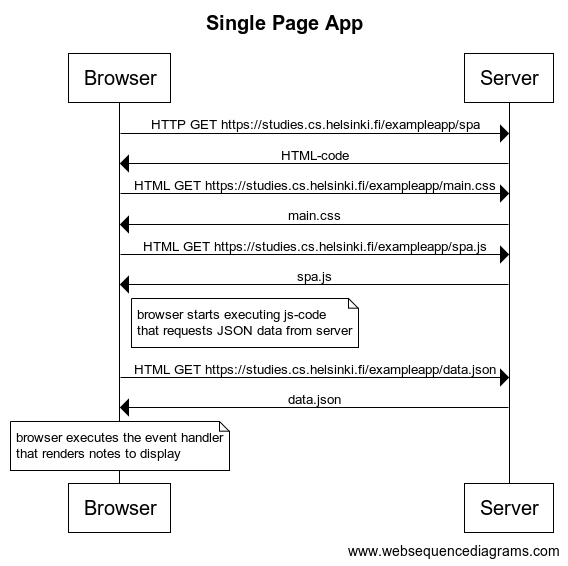 Single Page App
Browser
Server
HTTP GET https://studies.cs.helsinki.fi/exampleapp/spa
HTML-code
HTML GET https://studies.cs.helsinki.fi/exampleapp/main.css
main.css
HTML GET https://studies.cs.helsinki.fi/exampleapp/spa.js
spa.js
browser starts executing js-code
that requests JSON data from server
HTML GET https://studies.cs.helsinki.fi/exampleapp/data.json
data.json
browser executes the event handler
that renders notes to display
Browser
Server
www.websequencediagrams.com